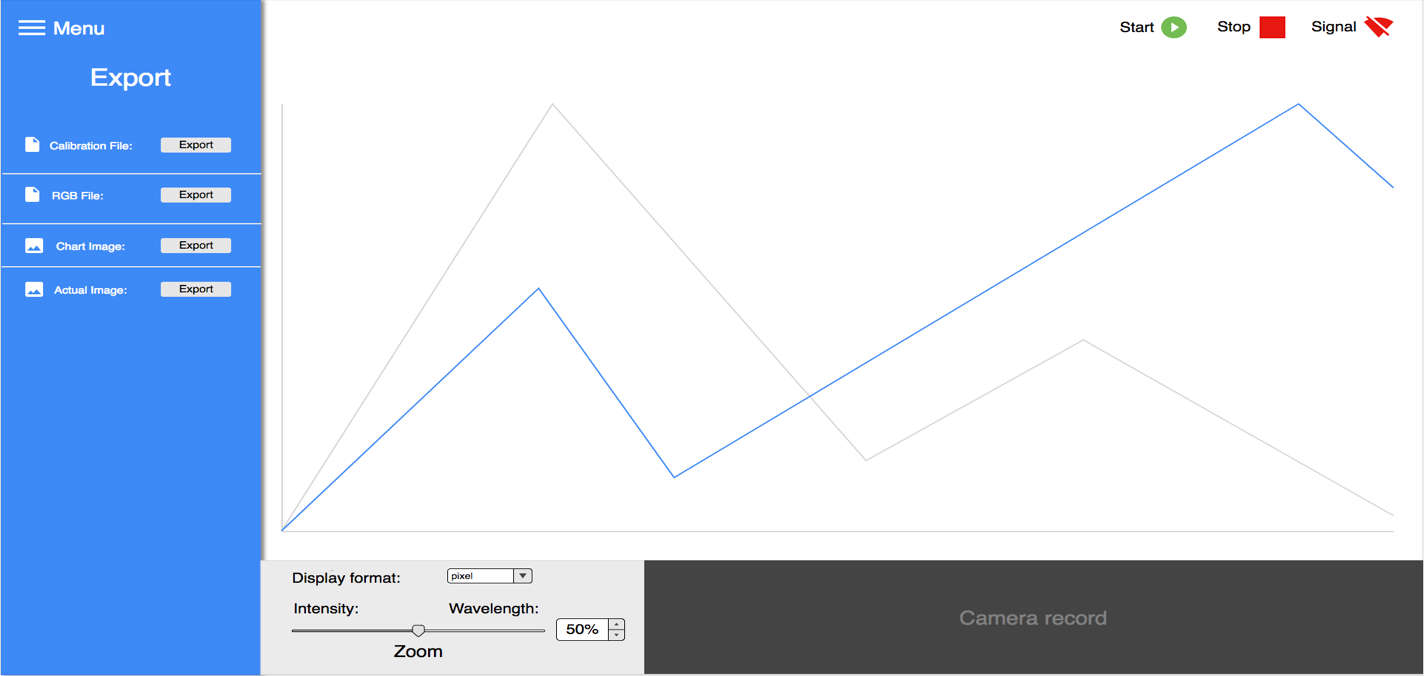 Menu
Export
Calibration File: Export
RGB File: Export
Chart Image: Export
Actual Image: Export
Start Stop Signal
Display format: pixel
Intensity: Wavelength:
50%
Zoom
Camera record